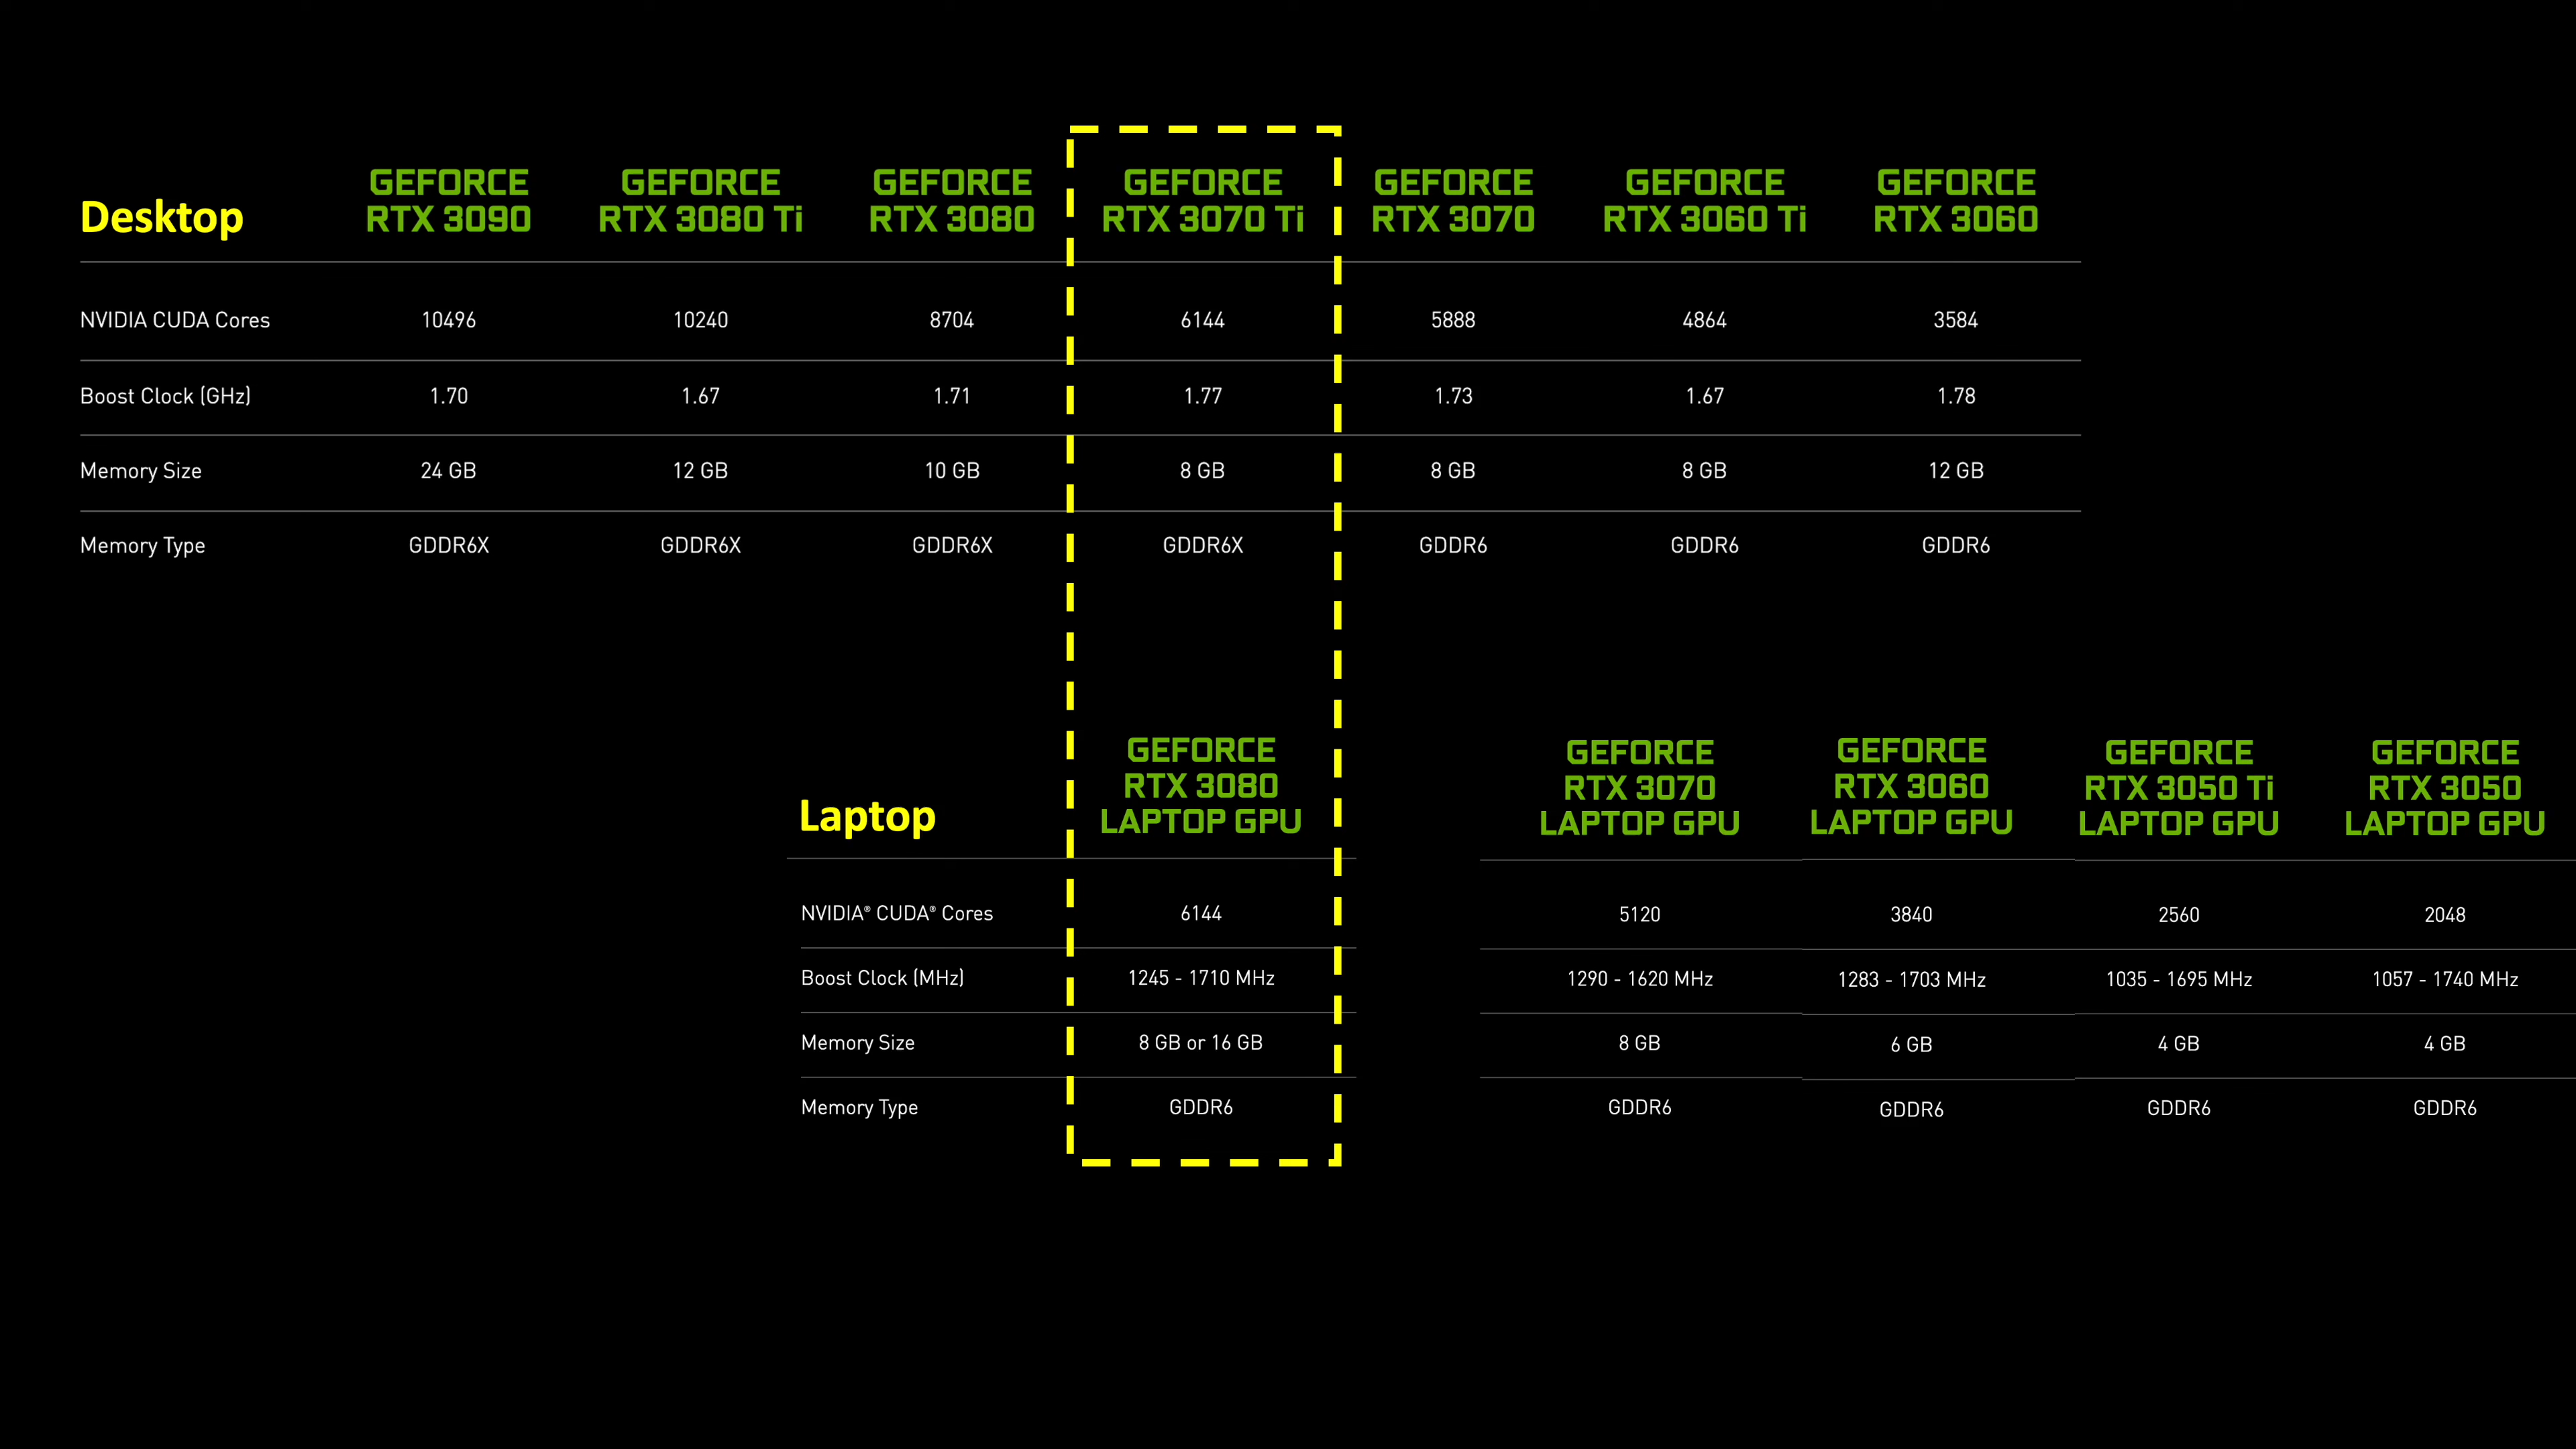 Desktop GEFORCE RTX 3090 GEFORCE RTX 3080 Ti GEFORCE RTX 3080 GEFORCE RTX 3070 Ti GEFORCE RTX 3070 GEFORCE RTX 3060 Ti GEFORCE RTX 3060
NVIDIA CUDA Cores 10496 10240 8704 6144 5888 4864 3584
Boost Clock (GHz) 1.70 1.67 1.71 1.77 1.73 1.67 1.78
Memory Size 24 GB 12 GB 10 GB 8 GB 8 GB 8 GB 12 GB
Memory Type GDDR6X GDDR6X GDDR6X GDDR6X GDDR6 GDDR6 GDDR6
Laptop GEFORCE RTX 3080 LAPTOP GPU GEFORCE RTX 3070 LAPTOP GPU GEFORCE RTX 3060 LAPTOP GPU GEFORCE RTX 3050 Ti LAPTOP GPU GEFORCE RTX 3050 LAPTOP GPU
NVIDIA® CUDA® Cores 6144 5120 3840 2560 2048
Boost Clock (MHz) 1245 - 1710 MHz 1290 - 1620 MHz 1283 - 1703 MHz 1035 - 1695 MHz 1057 - 1740 MHz
Memory Size 8 GB or 16 GB 8 GB 6 GB 4 GB 4 GB
Memory Type GDDR6 GDDR6 GDDR6 GDDR6 GDDR6